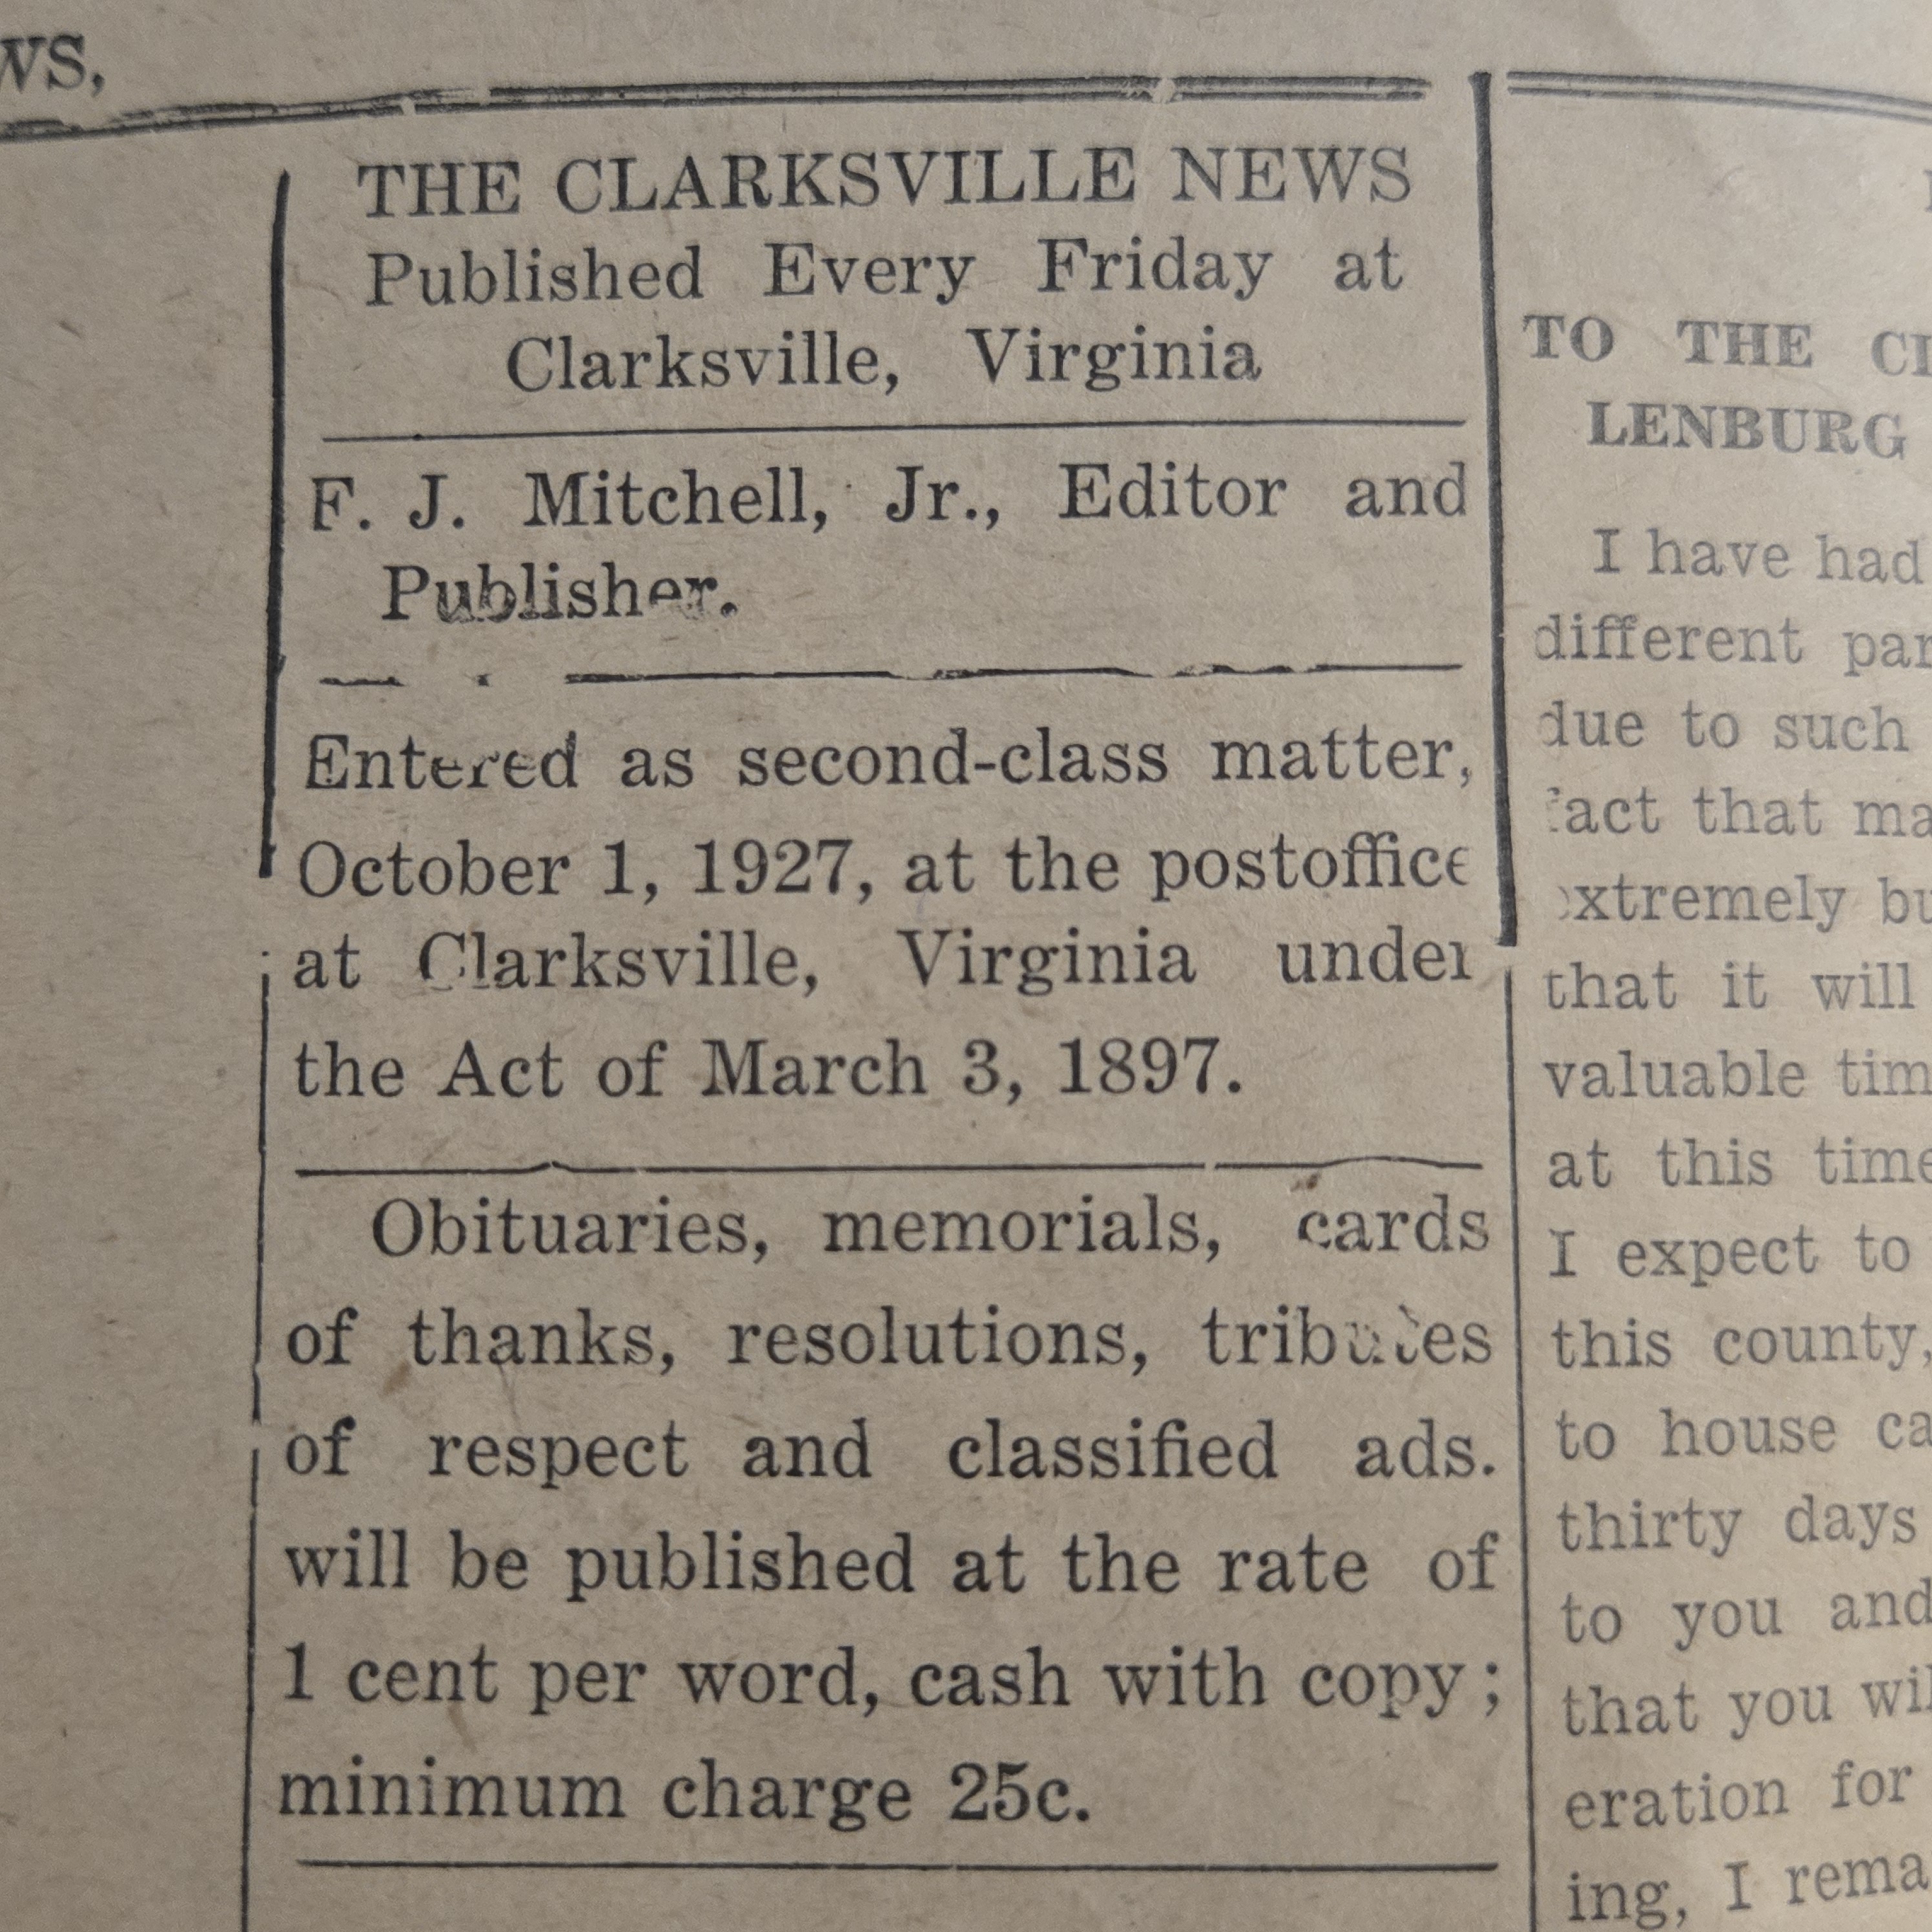 WS,
THE CLARKSVILLE NEWS
Published Every Friday at
Clarksville, Virginia
F. J. Mitchell, Jr., Editor and
Publisher.
Entered as second-class matter,
October 1, 1927, at the postoffice
at Clarksville, Virginia under
the Act of March 3, 1897.
Obituaries, memorials, cards
of thanks, resolutions, tributes
of respect and classified ads.
will be published at the rate of
1 cent per word, cash with copy;
minimum charge 25c.
TO THE
LENBURG
I have had
different
due to such
fact that
extremely
that it will
valuable
at this time
I expect to
this county,
to house
thirty days
to you and
that you
eration for
ing, I